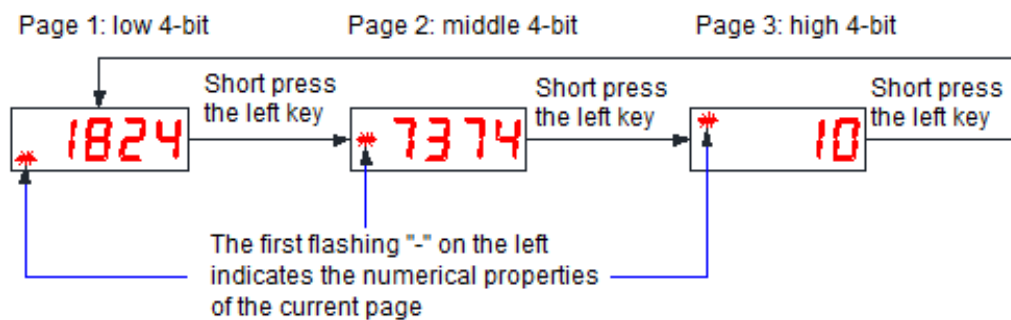 Page 1: low 4-bit
Page 2: middle 4-bit
Page 3: high 4-bit
Short press
the left key
Short press
the left key
Short press
the left key
1824
7374
10
The first flashing "-" on the left
indicates the numerical properties
of the current page